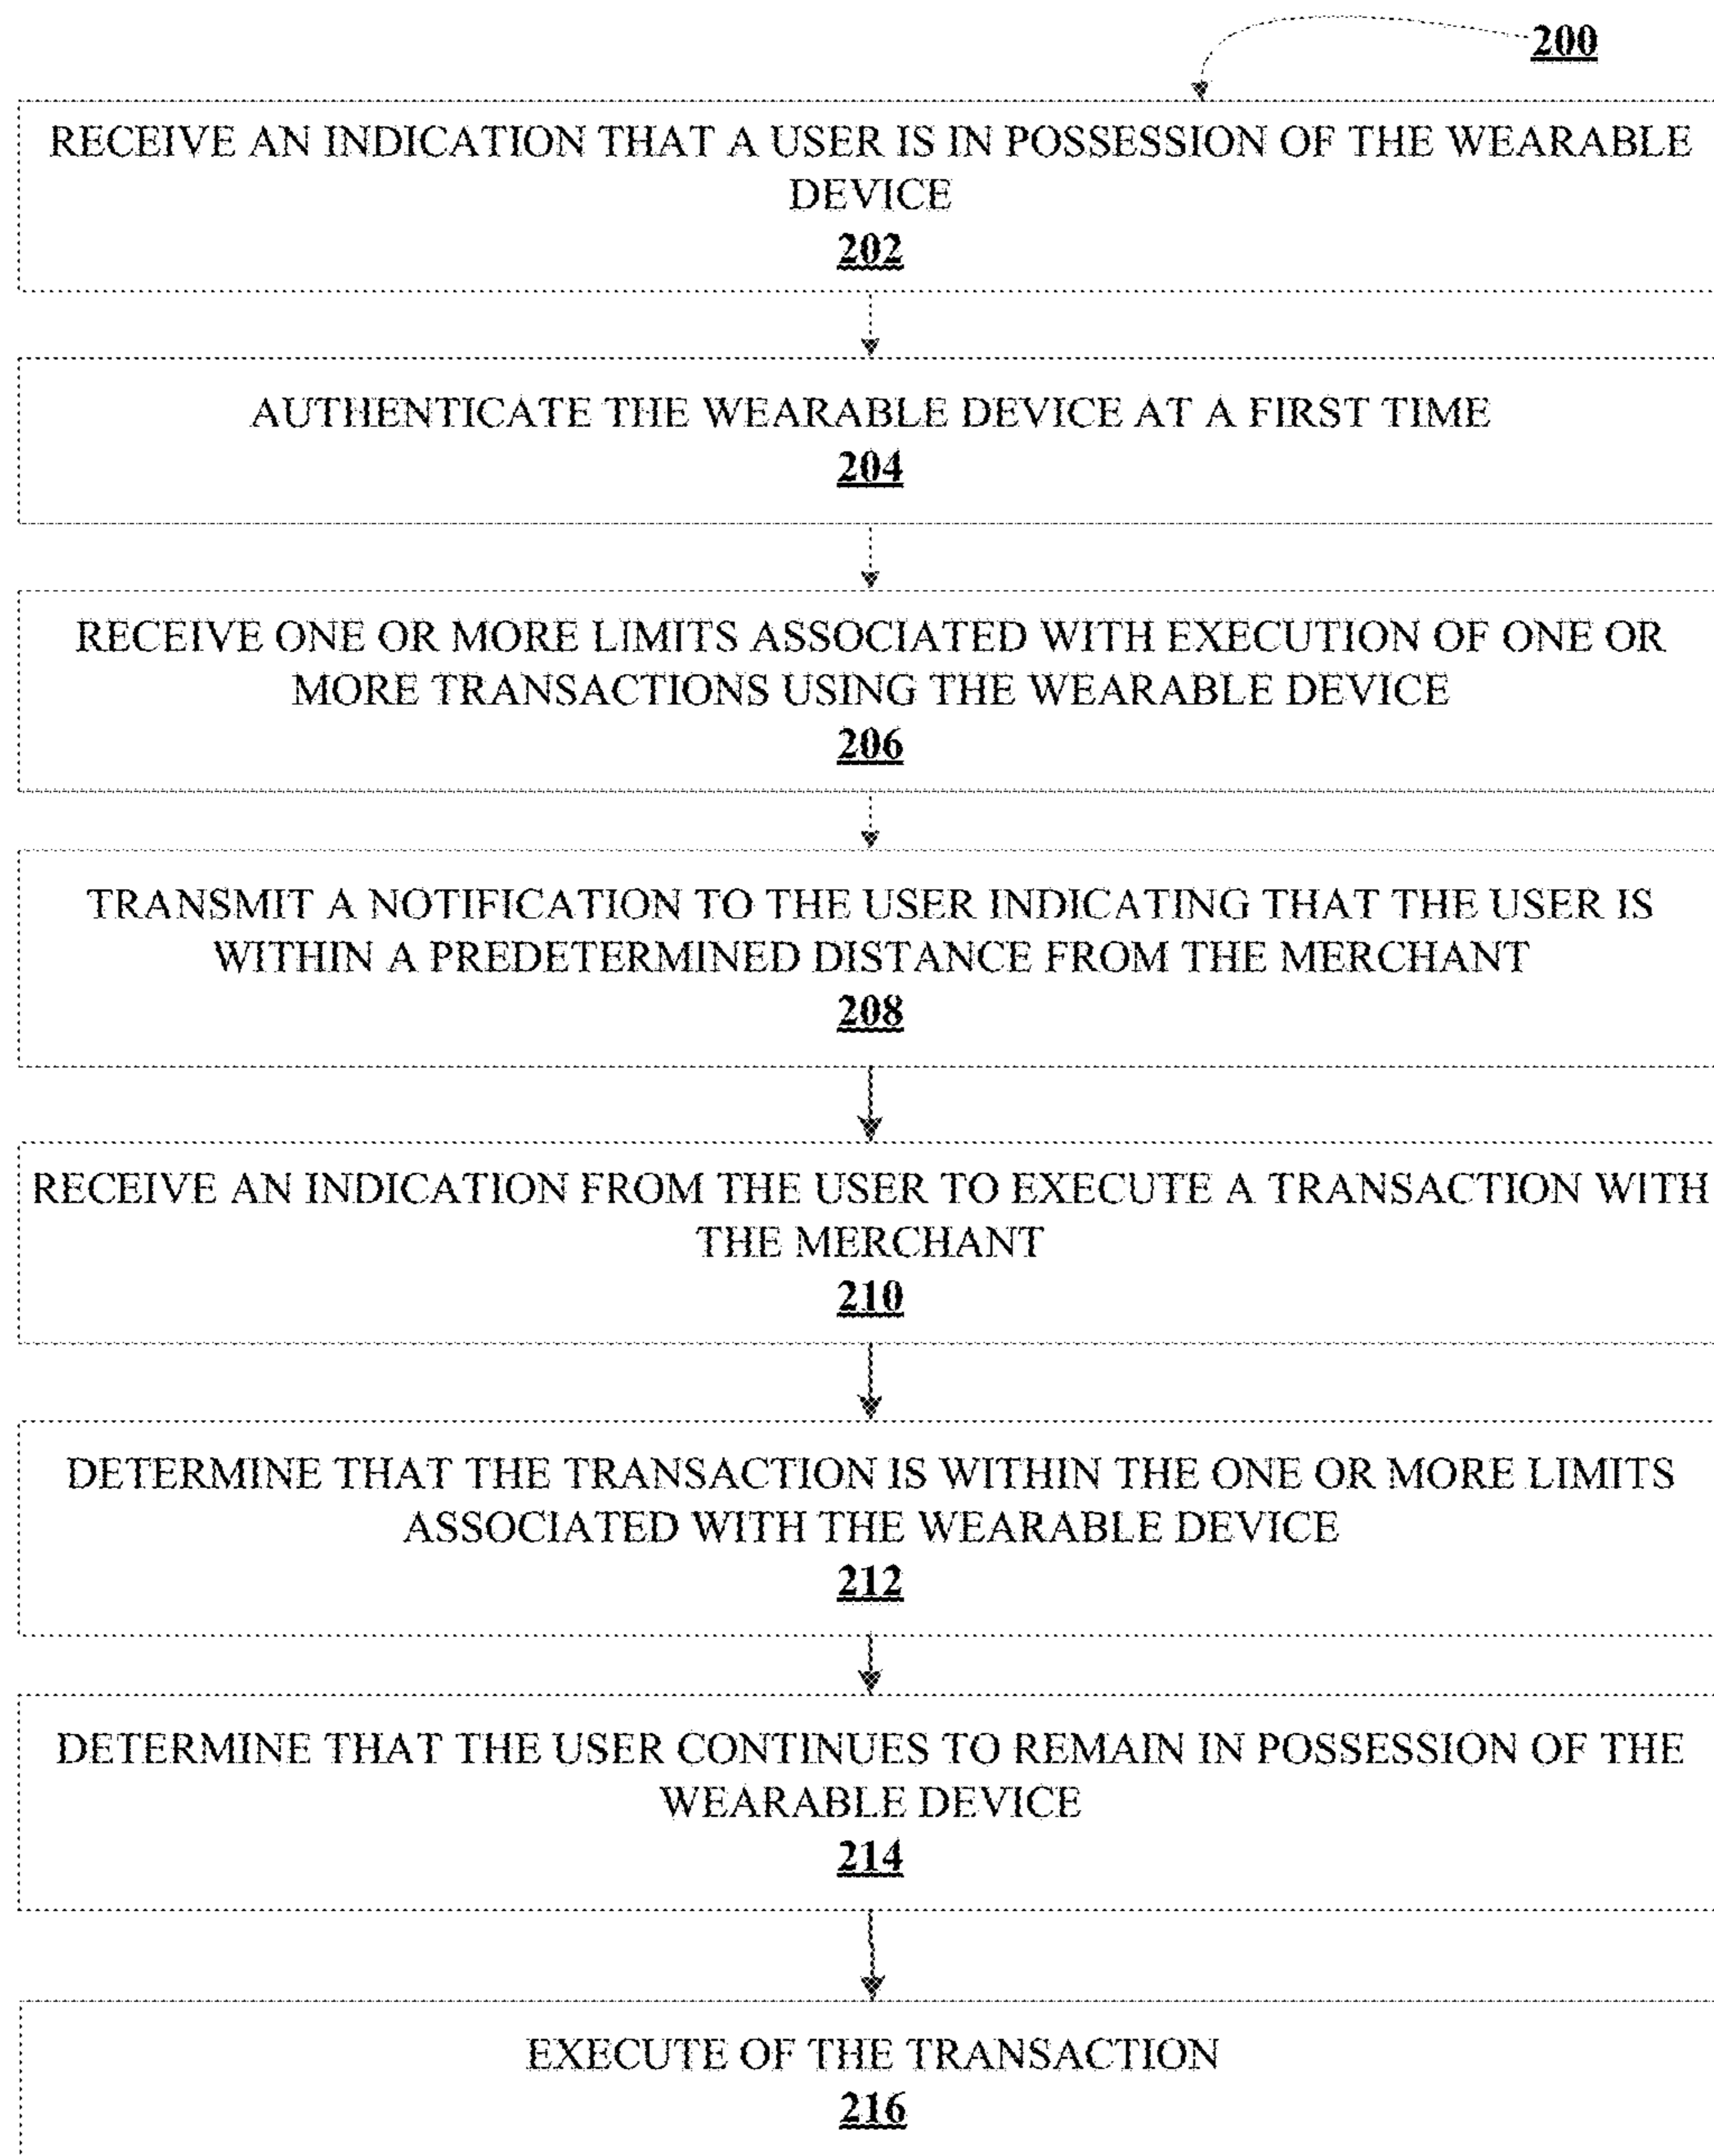 200
RECEIVE AN INDICATION THAT A USER IS IN POSSESSION OF THE WEARABLE
DEVICE
202
AUTHENTICATE THE WEARABLE DEVICE AT A FIRST TIME
204
RECEIVE ONE OR MORE LIMITS ASSOCIATED WITH EXECUTION OF ONE OR
MORE TRANSACTIONS USING THE WEARABLE DEVICE
206
TRANSMIT A NOTIFICATION TO THE USER INDICATING THAT THE USER IS
WITHIN A PREDETERMINED DISTANCE FROM THE MERCHANT
208
RECEIVE AN INDICATION FROM THE USER TO EXECUTE A TRANSACTION WITH
THE MERCHANT
210
DETERMINE THAT THE TRANSACTION IS WITHIN THE ONE OR MORE LIMITS
ASSOCIATED WITH THE WEARABLE DEVICE
212
DETERMINE THAT THE USER CONTINUES TO REMAIN IN POSSESSION OF THE
WEARABLE DEVICE
214
EXECUTE OF THE TRANSACTION
216